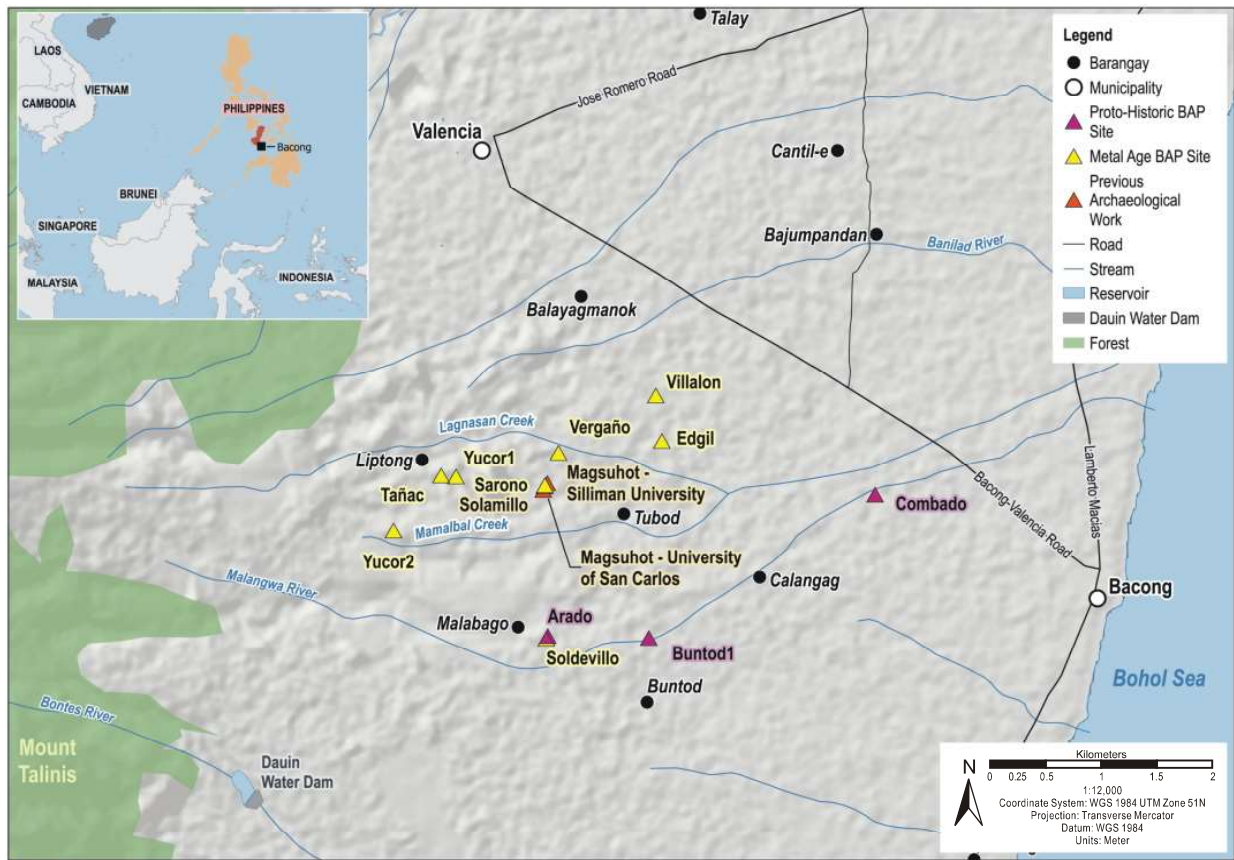 LAOS
VIETNAM
CAMBODIA
PHILIPPINES
Bacong
BRUNEI
SINGAPORE
MALAYSIA
INDONESIA
Talay
Jose Romero Road
Valencia
Cantil-e
Bajumpandan
Banilad River
Balayagmanok
Legend
Barangay
Municipality
Proto-Historic BAP
Site
Metal Age BAP Site
Previous
Archaeological
Work
Road
Stream
Reservoir
Dauin Water Dam
Forest
Villalon
Lagnasan Creek
Vergaño
Edgil
Liptong
Yucor1
Tañac
Sarono
Solamillo
Magsuhot -
Silliman University
Tubod
Combado
Bacong-Valencia Road
Lamberto Macias
Mamalbal Creek
Yucor2
Magsuhot - University
of San Carlos
Malangwa River
Calangag
Bacong
Malabago
Arado
Soldevillo
Buntod1
Buntod
Bohol Sea
Bontes River
Mount
Talinis
Dauin
Water Dam
N
Kilometers
0 0.25 0.5 1 1.5 2
1:12,000
Coordinate System: WGS 1984 UTM Zone 51N
Projection: Transverse Mercator
Datum: WGS 1984
Units: Meter